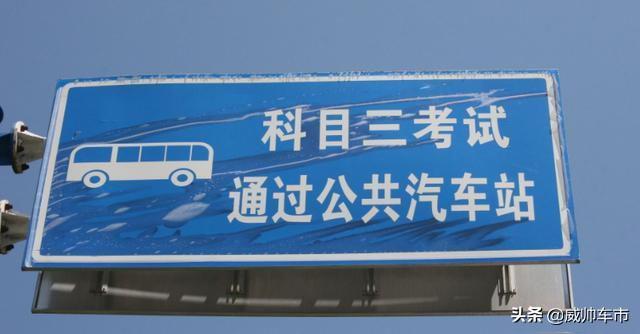 科目三考试
通过公共汽车站
头条 @威帅车市